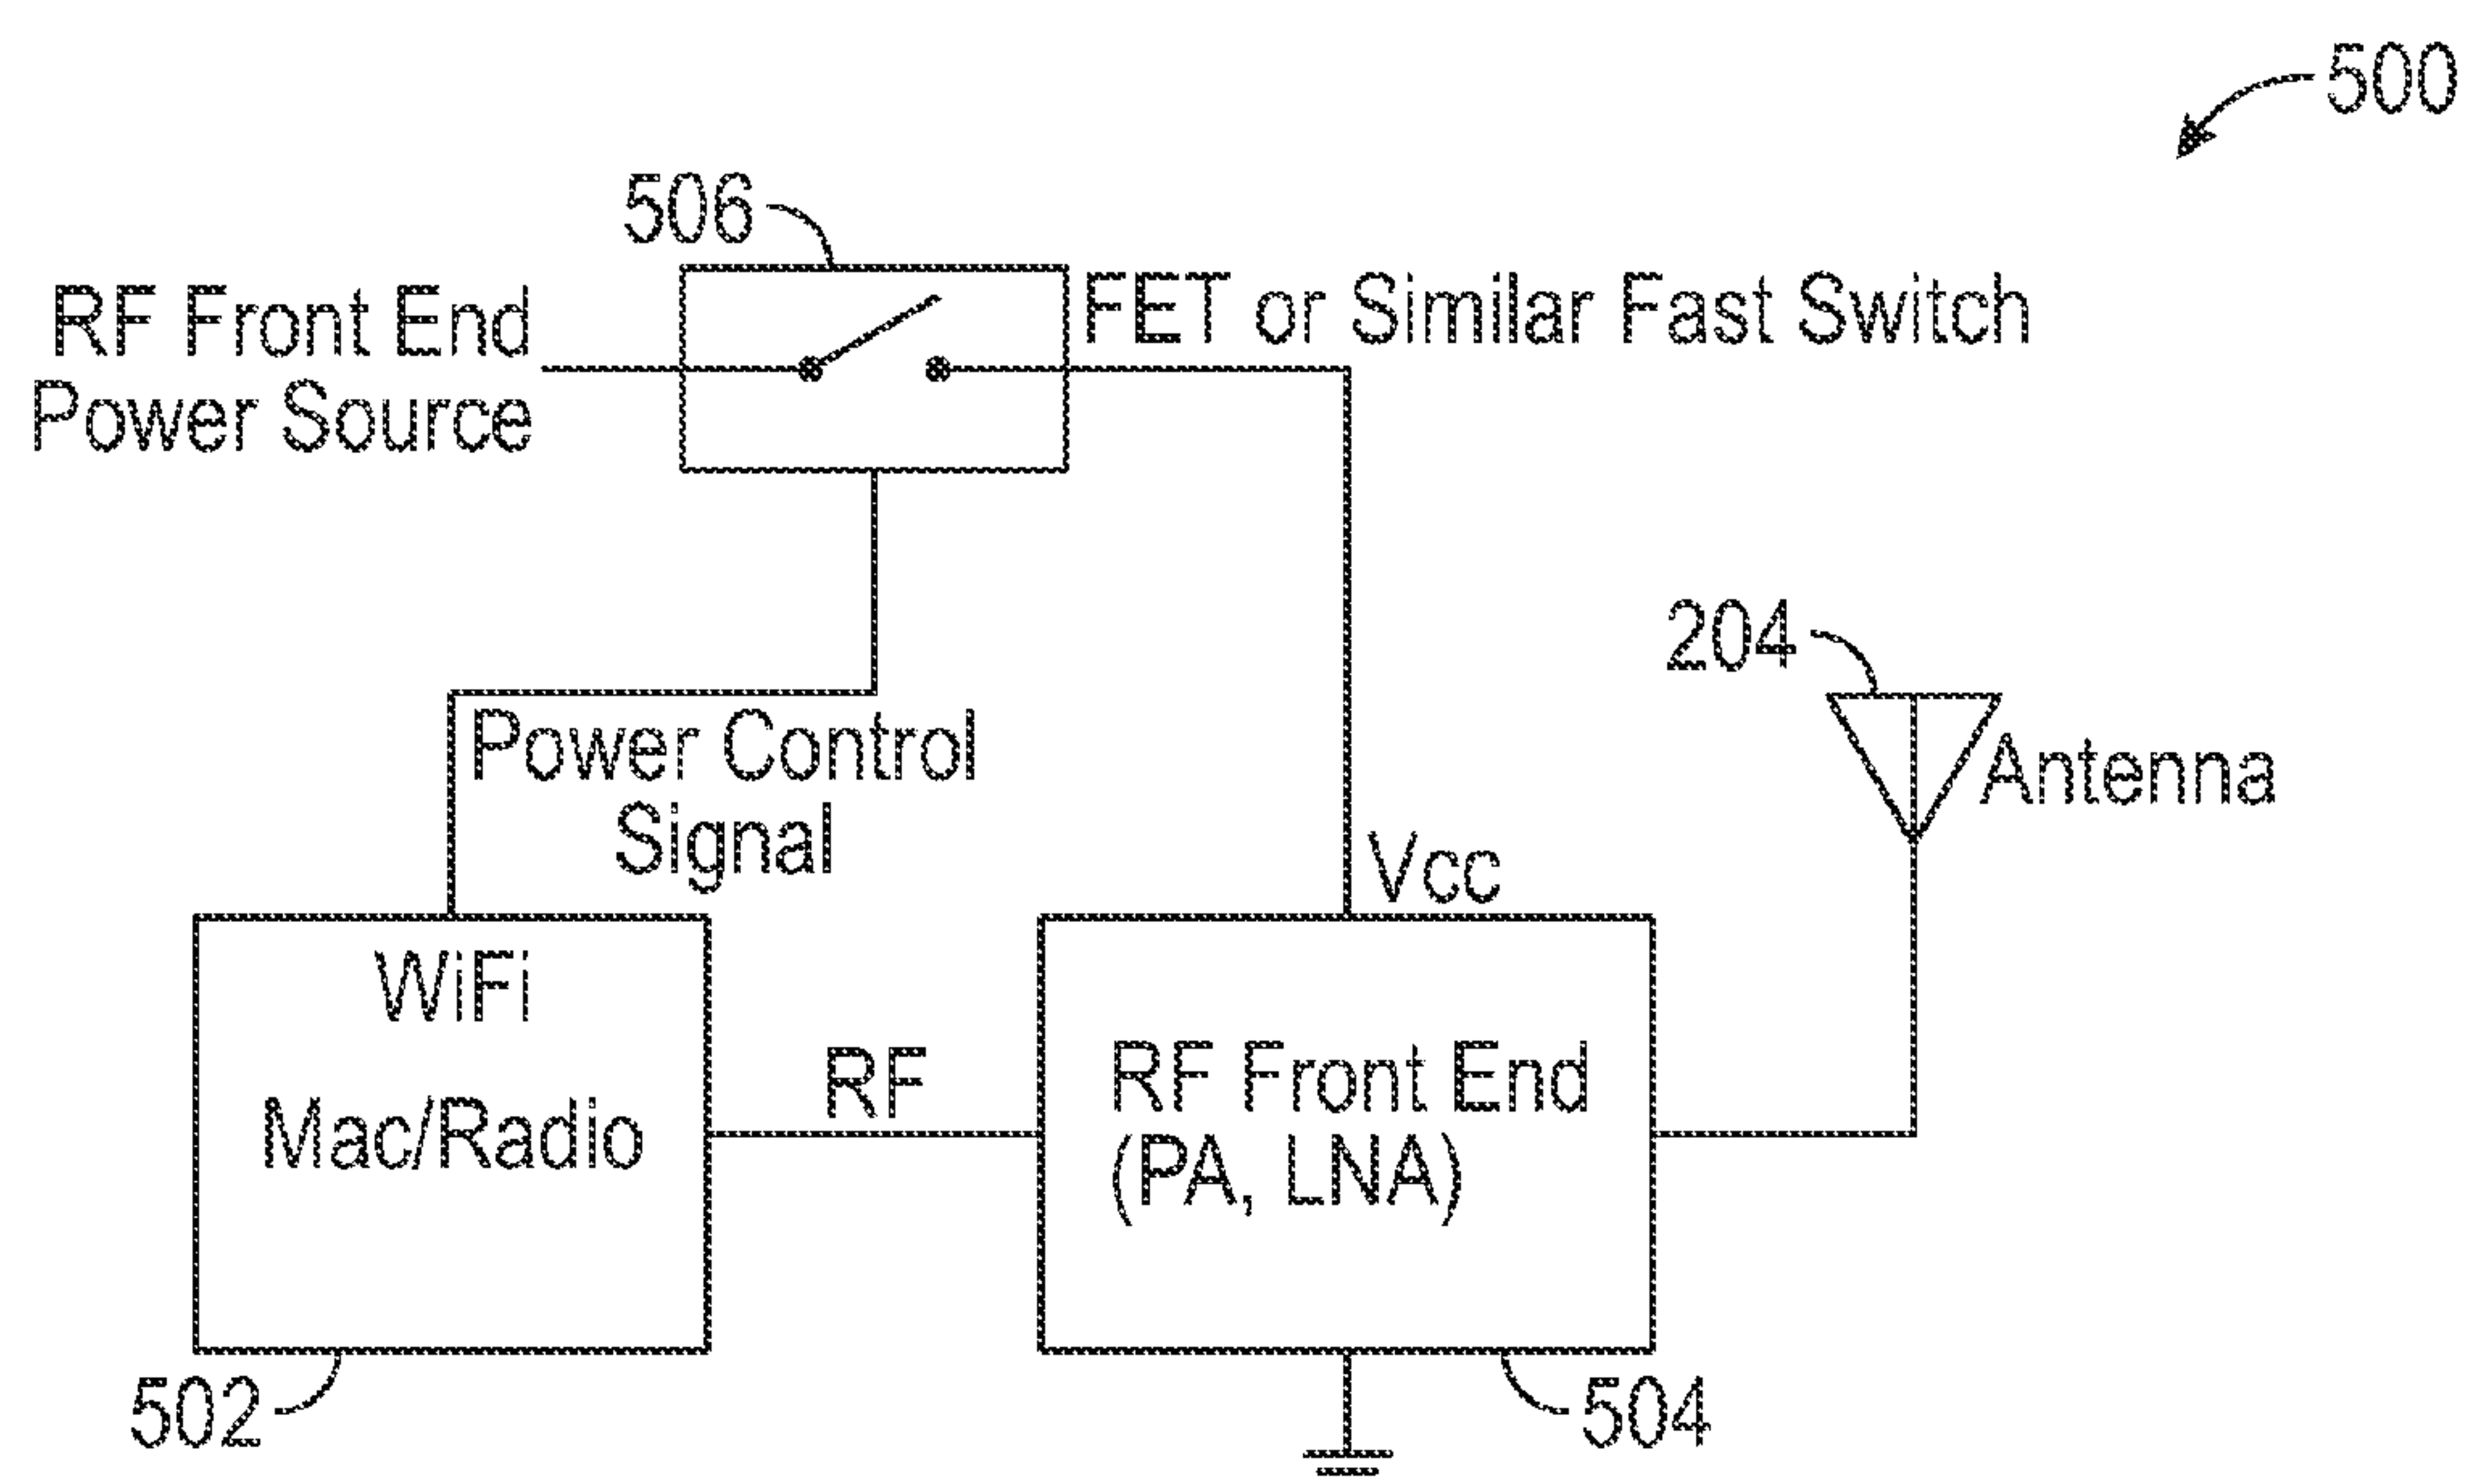 500
506
RF Front End
Power Source
FET or Similar Fast Switch
204
Power Control
Signal
Antenna
Vcc
WiFi
Mac/Radio
RF
RF Front End
(PA, LNA)
502
504